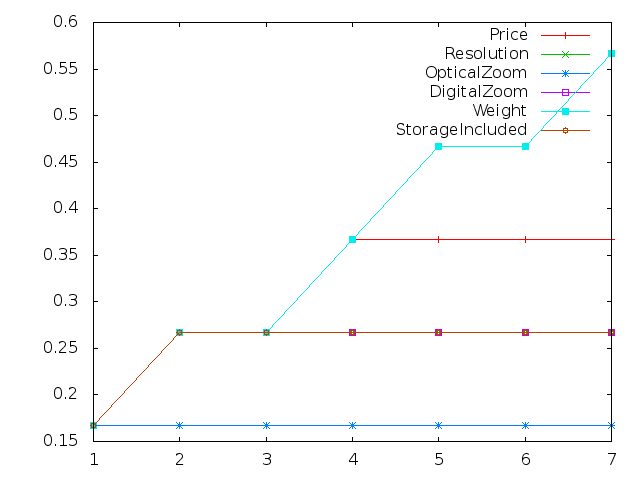 0.6
0.55
0.5
0.45
0.4
0.35
0.3
0.25
0.2
0.15
1 2 3 4 5 6 7
Price
Resolution
OpticalZoom
DigitalZoom
Weight
StorageIncluded